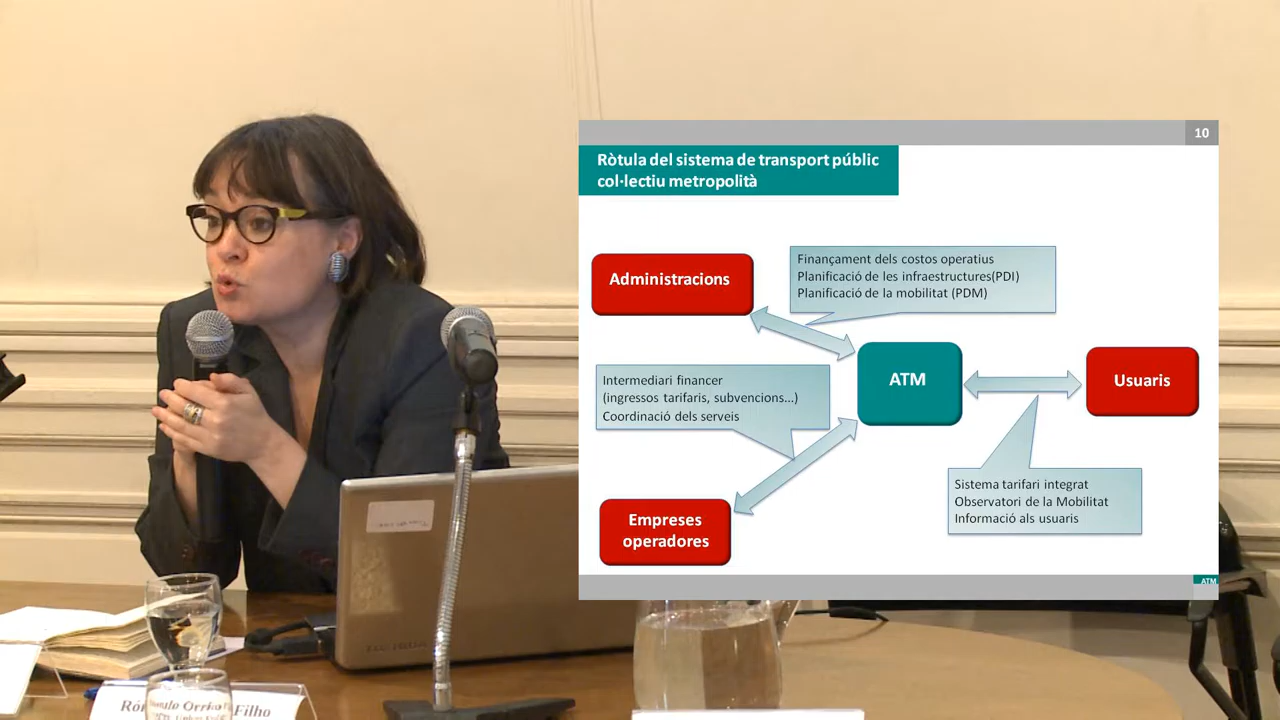 10
Ròtula del sistema de transport públic
col·lectiu metropolità
Administracions
Finançament dels costos operatius
Planificació de les infraestructures(PDI)
Planificació de la mobilitat (PDM)
ATM
Usuaris
Intermediari financer
(ingressos tarifaris, subvencions...)
Coordinació dels serveis
Sistema tarifari integrat
Observatori de la Mobilitat
Informació als usuaris
Empreses
operadores
ATM
Orrico Filho